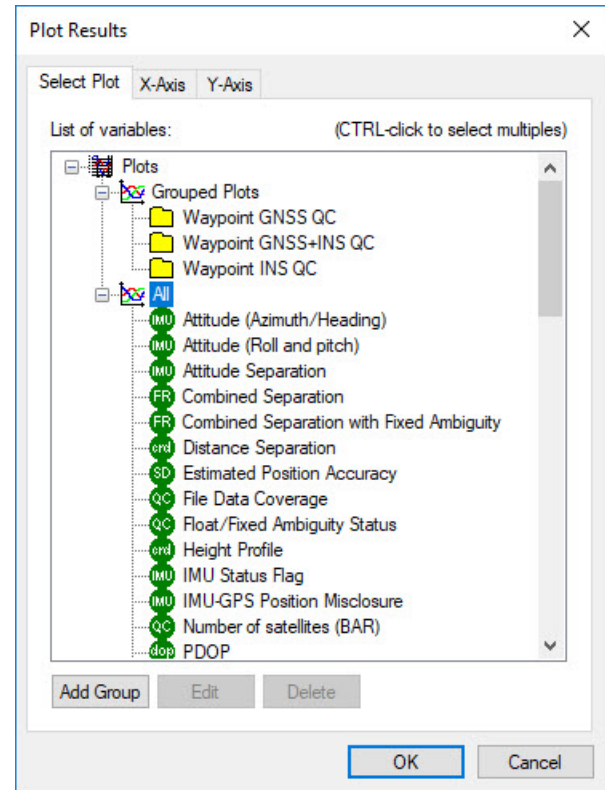 Plot Results
Select Plot X-Axis Y-Axis
List of variables: (CTRL-click to select multiples)
Plots
Grouped Plots
Waypoint GNSS QC
Waypoint GNSS+INS QC
Waypoint INS QC
All
IMU Attitude (Azimuth/Heading)
IMU Attitude (Roll and pitch)
IMU Attitude Separation
FR Combined Separation
FR Combined Separation with Fixed Ambiguity
crd Distance Separation
SD Estimated Position Accuracy
QC File Data Coverage
QC Float/Fixed Ambiguity Status
crd Height Profile
IMU IMU Status Flag
IMU IMU-GPS Position Misclosure
QC Number of satellites (BAR)
dop PDOP
Add Group Edit Delete
OK Cancel